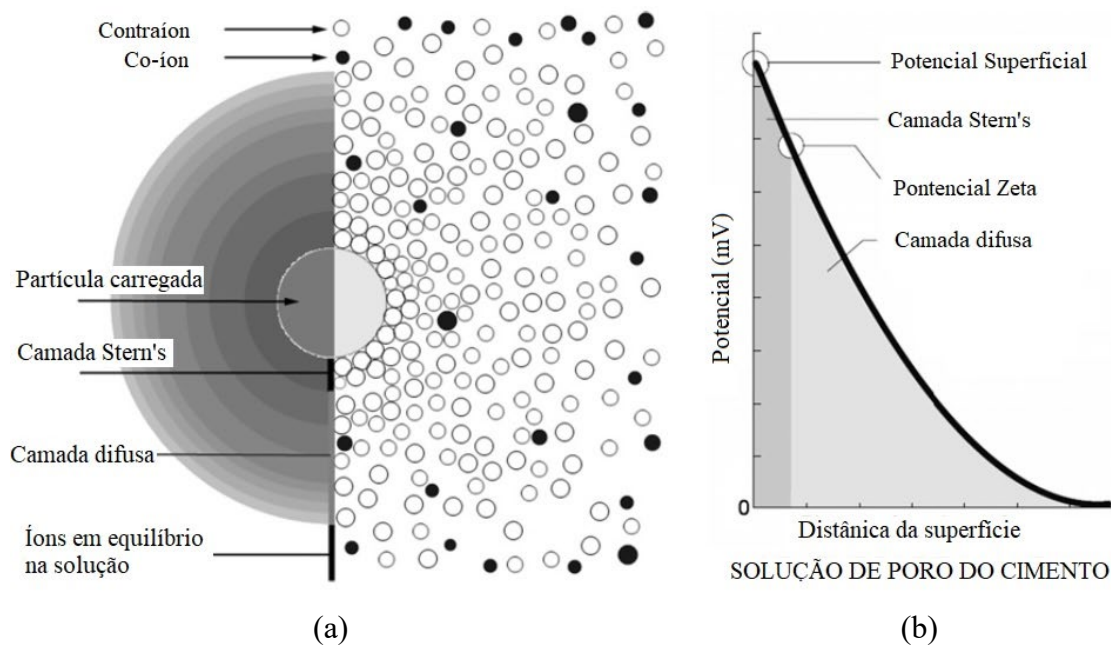 Contraíon
Co-íon
Partícula carregada
Camada Stern's
Camada difusa
Íons em equilíbrio
na solução
(a)
Potencial (mV)
Potencial Superficial
Camada Stern's
Pontencial Zeta
Camada difusa
0
Distânica da superfície
SOLUÇÃO DE PORO DO CIMENTO
(b)